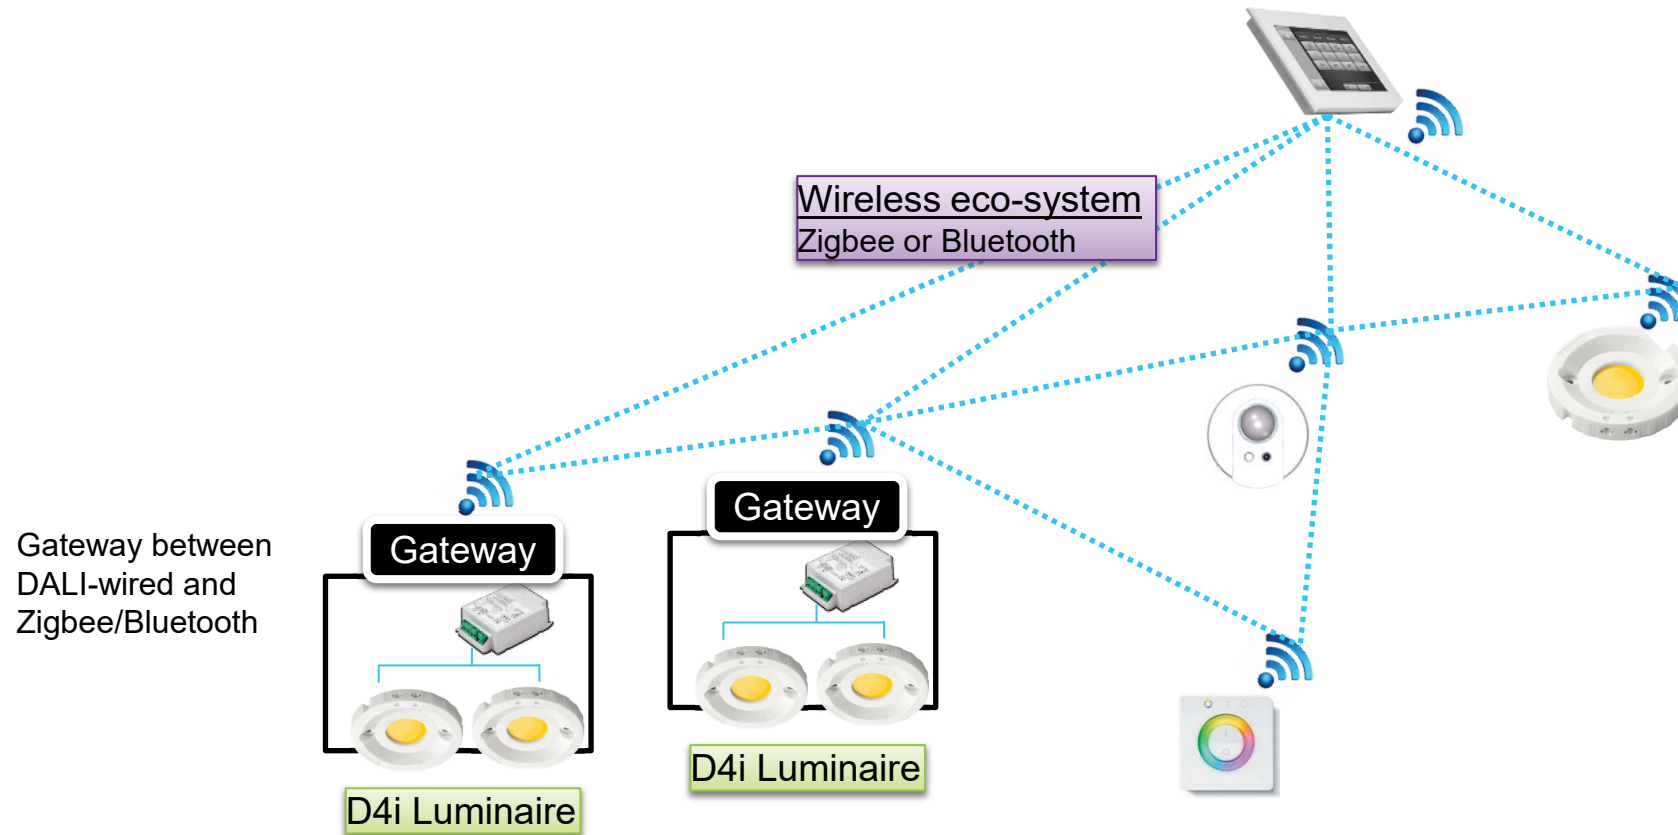 Wireless eco-system
Zigbee or Bluetooth
Gateway
Gateway
Gateway between
DALI-wired and
Zigbee/Bluetooth
D4i Luminaire
D4i Luminaire